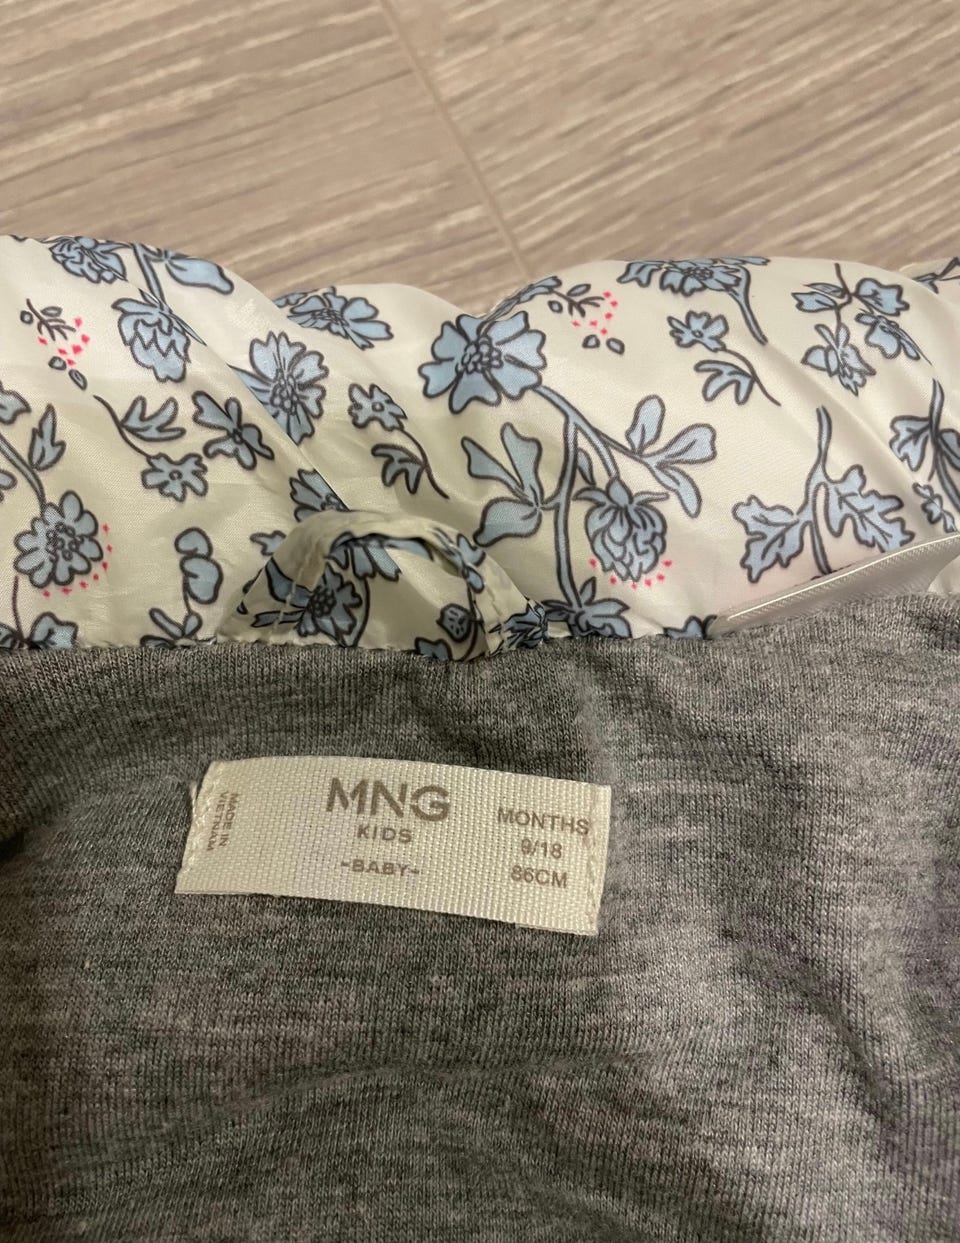 MNG
KIDS
-BABY-
MONTHS
9/18
86CM
MADE IN
VIETNAM